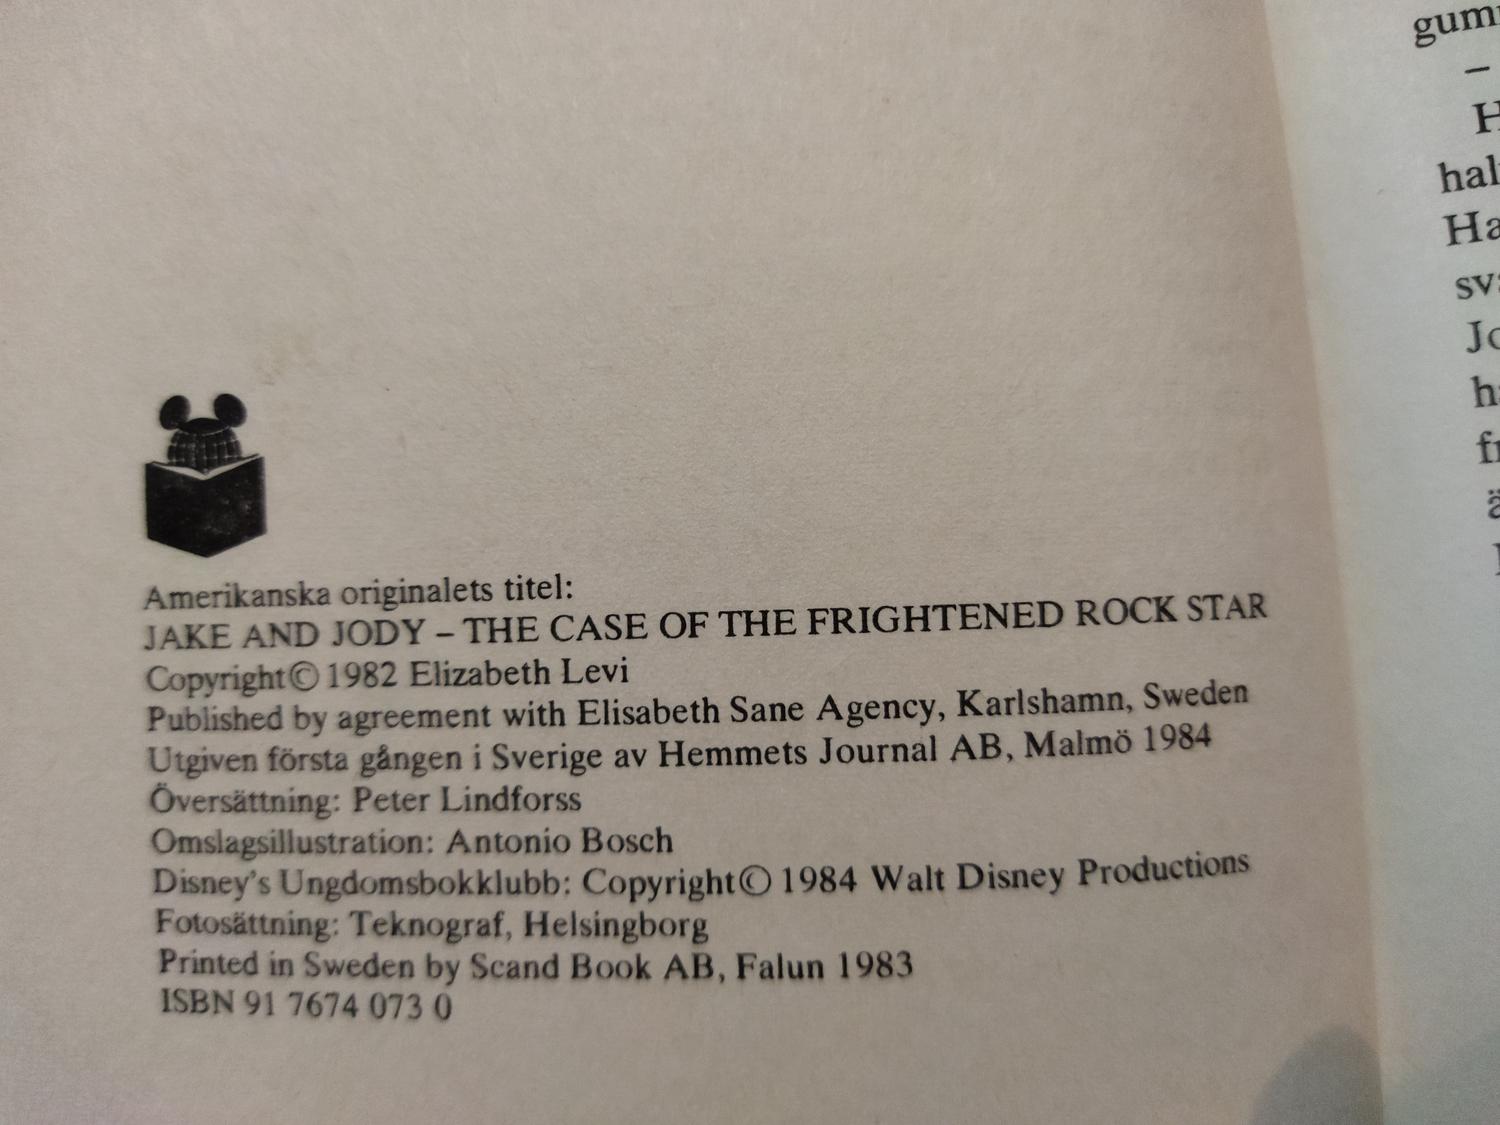 Amerikanska originalets titel:
JAKE AND JODY – THE CASE OF THE FRIGHTENED ROCK STAR
Copyright© 1982 Elizabeth Levi
Published by agreement with Elisabeth Sane Agency, Karlshamn, Sweden
Utgiven första gången i Sverige av Hemmets Journal AB, Malmö 1984
Översättning: Peter Lindforss
Omslagsillustration: Antonio Bosch
Disney's Ungdomsbokklubb: Copyright© 1984 Walt Disney Productions
Fotosättning: Teknograf, Helsingborg
Printed in Sweden by Scand Book AB, Falun 1983
ISBN 91 7674 073 0